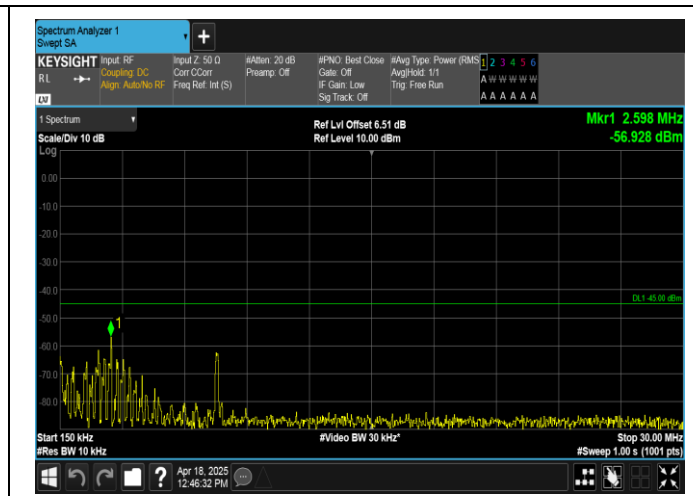 Spectrum Analyzer 1
Swept SA
+
KEYSIGHT Input: RF Input Z: 50 Ω #Atten: 20 dB #PNO: Best Close #Avg Type: Power (RMS 1 2 3 4 5 6
RL Coupling: DC Corr CCorr Preamp: Off Gate: Off Avg|Hold: 1/1 A W W W W W
Align: Auto/No RF Freq Ref: Int (S) IF Gain: Low Trig: Free Run
Sig Track: Off A A A A A A
LXI
1 Spectrum Ref Lvl Offset 6.51 dB Mkr1 2.598 MHz
Scale/Div 10 dB Ref Level 10.00 dBm -56.928 dBm
Log
0.00
-10.0
-20.0
-30.0
-40.0
DL1 -45.00 dBm
-50.0
1
-60.0
-70.0
-80.0
Start 150 kHz #Video BW 30 kHz* Stop 30.00 MHz
#Res BW 10 kHz #Sweep 1.00 s (1001 pts)
? Apr 18, 2025
12:46:32 PM